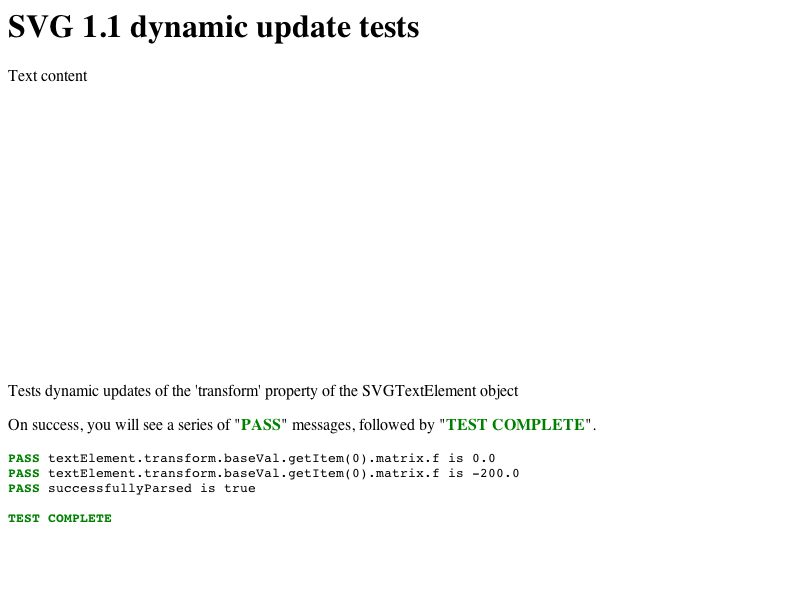 SVG 1.1 dynamic update tests
Text content
Tests dynamic updates of the 'transform' property of the SVGTextElement object
On success, you will see a series of "PASS" messages, followed by "TEST COMPLETE".
PASS textElement.transform.baseVal.getItem(0).matrix.f is 0.0
PASS textElement.transform.baseVal.getItem(0).matrix.f is -200.0
PASS successfullyParsed is true
TEST COMPLETE